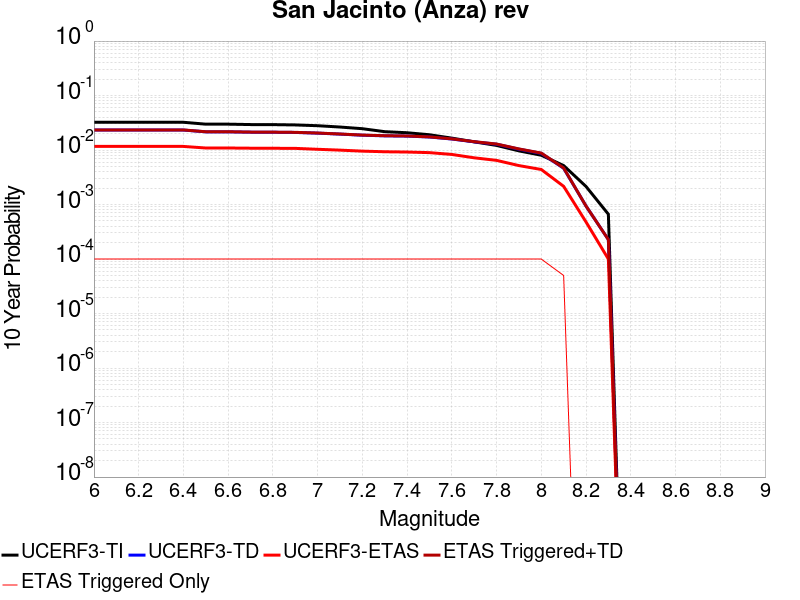 San Jacinto (Anza) rev
10 Year Probability
10^0
10^-1
10^-2
10^-3
10^-4
10^-5
10^-6
10^-7
10^-8
6 6.2 6.4 6.6 6.8 7 7.2 7.4 7.6 7.8 8 8.2 8.4 8.6 8.8 9
Magnitude
UCERF3-TI UCERF3-TD UCERF3-ETAS ETAS Triggered+TD
ETAS Triggered Only